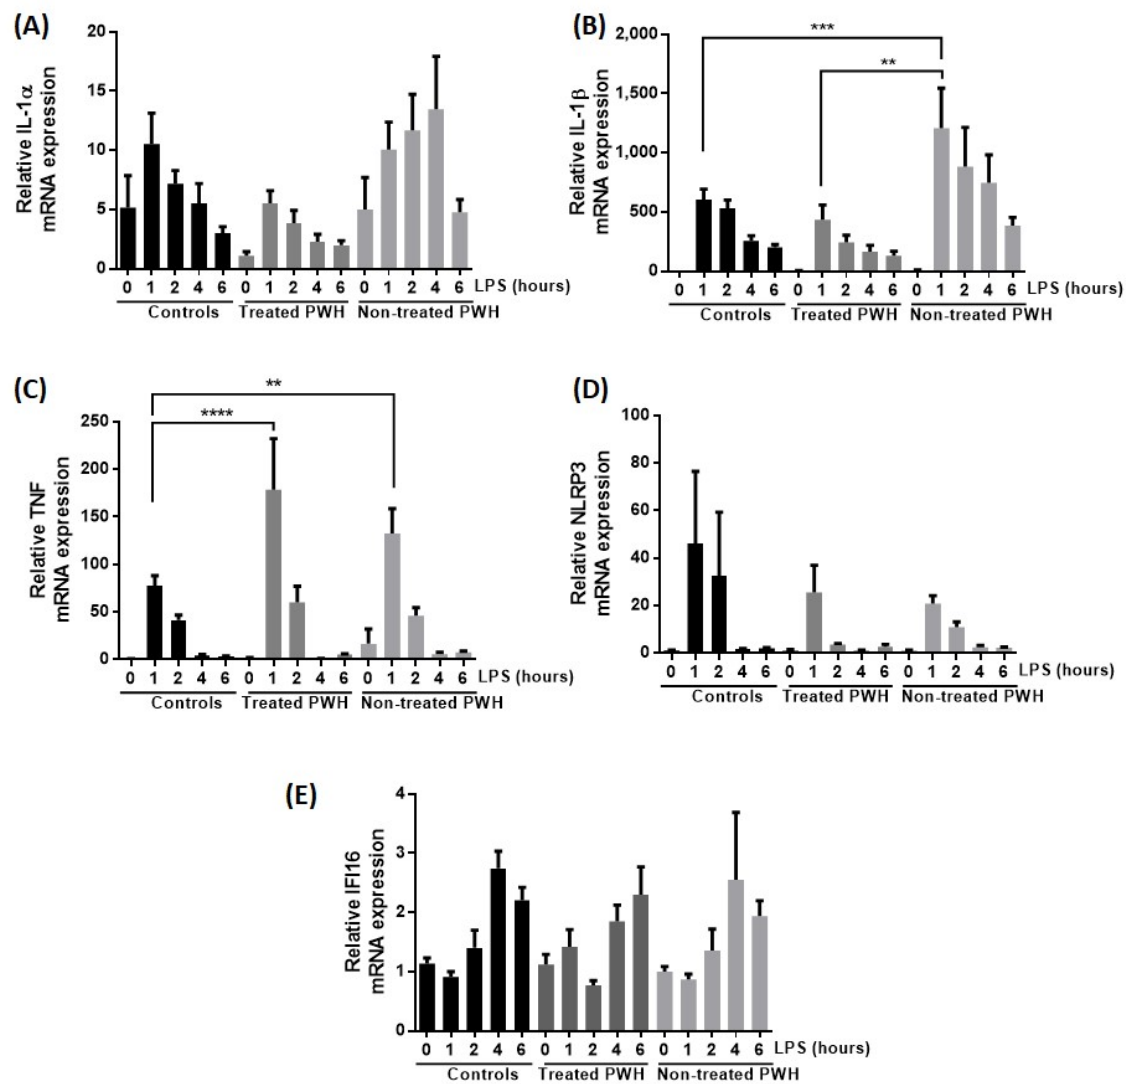 (A)
Relative IL-1α
mRNA expression
20
15
10
5
0
0 1 2 4 6 0 1 2 4 6 0 1 2 4 6 LPS (hours)
Controls Treated PWH Non-treated PWH
(B)
Relative IL-1β
mRNA expression
2,000
1,500
1,000
500
0
***
**
0 1 2 4 6 0 1 2 4 6 0 1 2 4 6 LPS (hours)
Controls Treated PWH Non-treated PWH
(C)
Relative TNF
mRNA expression
250
200
150
100
50
0
**
****
0 1 2 4 6 0 1 2 4 6 0 1 2 4 6 LPS (hours)
Controls Treated PWH Non-treated PWH
(D)
Relative NLRP3
mRNA expression
100
80
60
40
20
0
0 1 2 4 6 0 1 2 4 6 0 1 2 4 6 LPS (hours)
Controls Treated PWH Non-treated PWH
(E)
Relative IFI16
mRNA expression
4
3
2
1
0
0 1 2 4 6 0 1 2 4 6 0 1 2 4 6 LPS (hours)
Controls Treated PWH Non-treated PWH